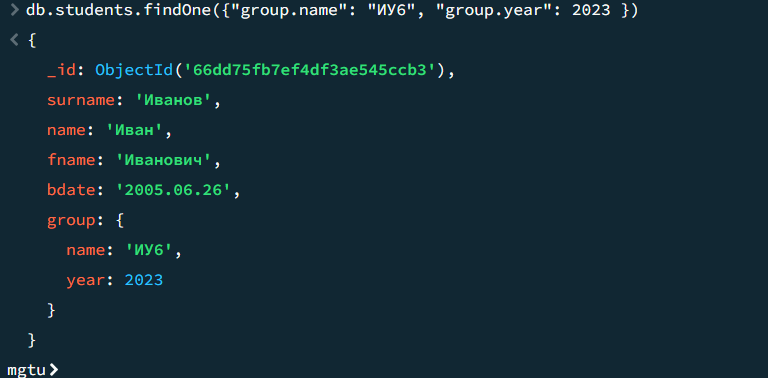 > db.students.findOne({"group.name": "ИУ6", "group.year": 2023 })
< {
_id: ObjectId('66dd75fb7ef4df3ae545ccb3'),
surname: 'Иванов',
name: 'Иван',
fname: 'Иванович',
bdate: '2005.06.26',
group: {
name: 'ИУ6',
year: 2023
}
}
mgtu>